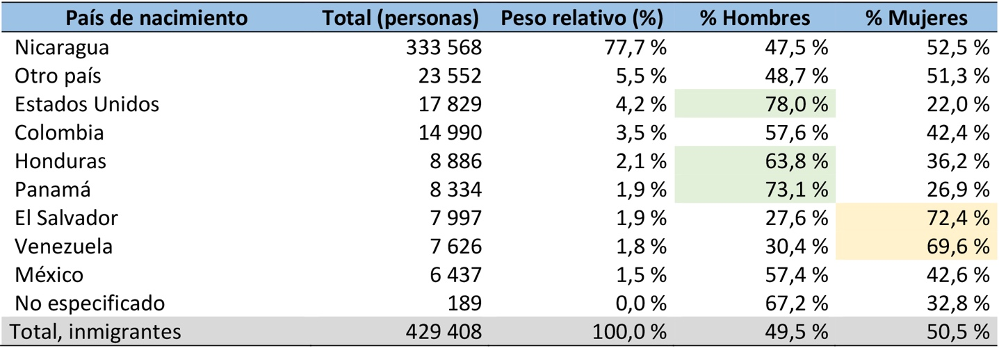 País de nacimiento Total (personas) Peso relativo (%) % Hombres % Mujeres
Nicaragua 333 568 77,7 % 47,5 % 52,5 %
Otro país 23 552 5,5 % 48,7 % 51,3 %
Estados Unidos 17 829 4,2 % 78,0 % 22,0 %
Colombia 14 990 3,5 % 57,6 % 42,4 %
Honduras 8 886 2,1 % 63,8 % 36,2 %
Panamá 8 334 1,9 % 73,1 % 26,9 %
El Salvador 7 997 1,9 % 27,6 % 72,4 %
Venezuela 7 626 1,8 % 30,4 % 69,6 %
México 6 437 1,5 % 57,4 % 42,6 %
No especificado 189 0,0 % 67,2 % 32,8 %
Total, inmigrantes 429 408 100,0 % 49,5 % 50,5 %